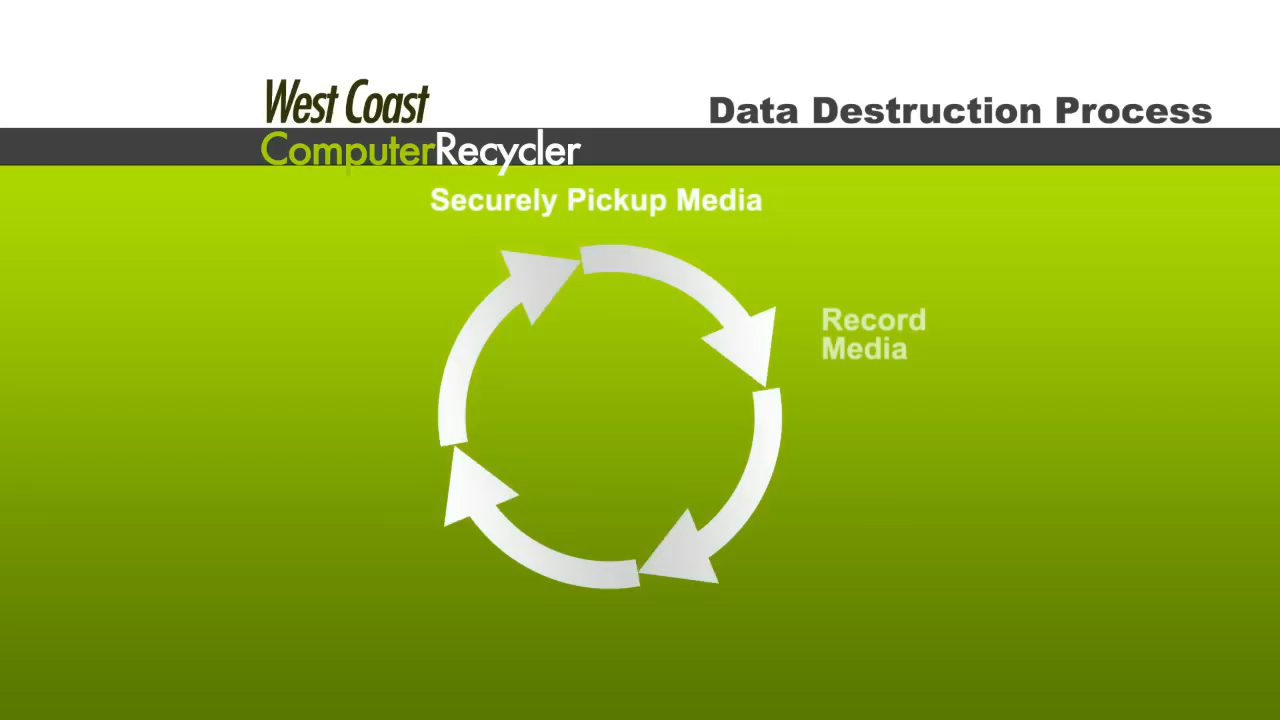 West Coast
ComputerRecycler
Data Destruction Process
Securely Pickup Media
Record
Media